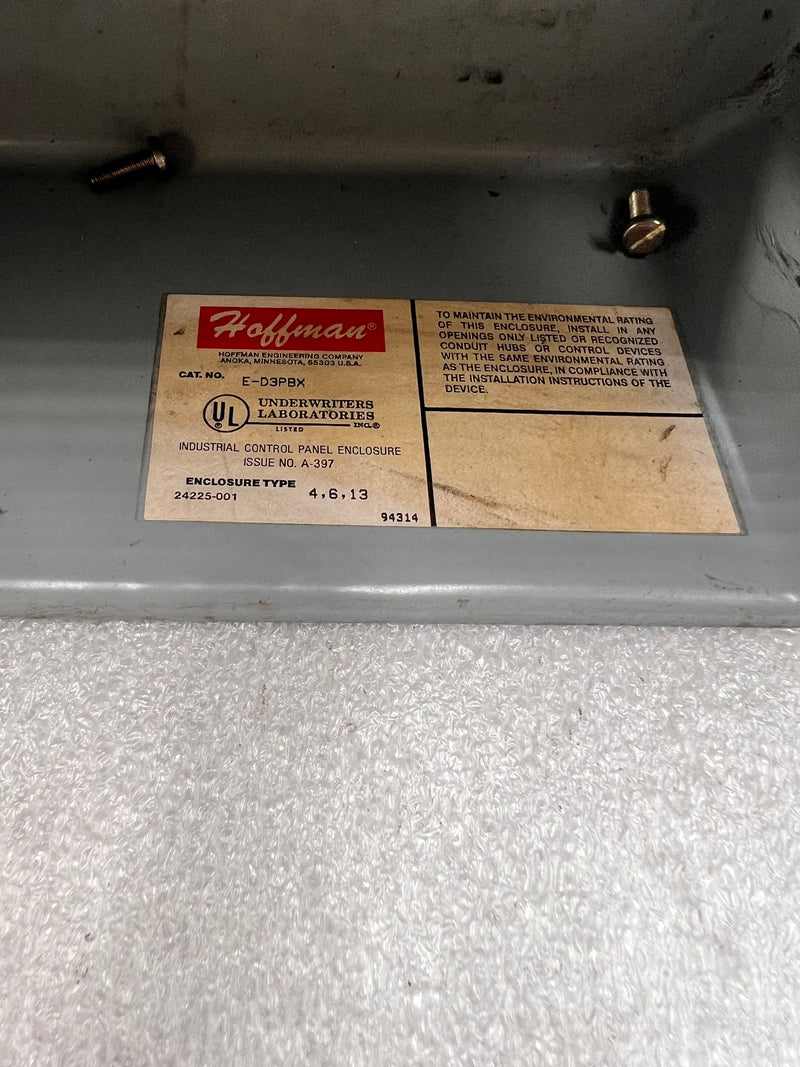 Hoffman®
HOFFMAN ENGINEERING COMPANY
ANOKA, MINNESOTA, 55303 U.S.A.
CAT. NO. E-D3PBX
UL ® UNDERWRITERS
LABORATORIES
LISTED INC.®
INDUSTRIAL CONTROL PANEL ENCLOSURE
ISSUE NO. A-397
ENCLOSURE TYPE
24225-001 4,6,13
94314
TO MAINTAIN THE ENVIRONMENTAL RATING
OF THIS ENCLOSURE, INSTALL IN ANY
OPENINGS ONLY LISTED OR RECOGNIZED
CONDUIT HUBS OR CONTROL DEVICES
WITH THE SAME ENVIRONMENTAL RATING
AS THE ENCLOSURE, IN COMPLIANCE WITH
THE INSTALLATION INSTRUCTIONS OF THE
DEVICE.